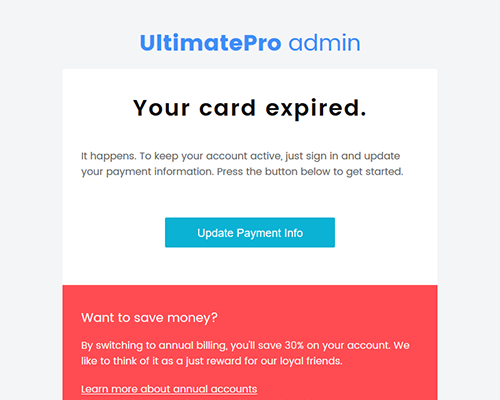 UltimatePro admin
Your card expired.
It happens. To keep your account active, just sign in and update
your payment information. Press the button below to get started.
Update Payment Info
Want to save money?
By switching to annual billing, you'll save 30% on your account. We
like to think of it as a just reward for our loyal friends.
Learn more about annual accounts